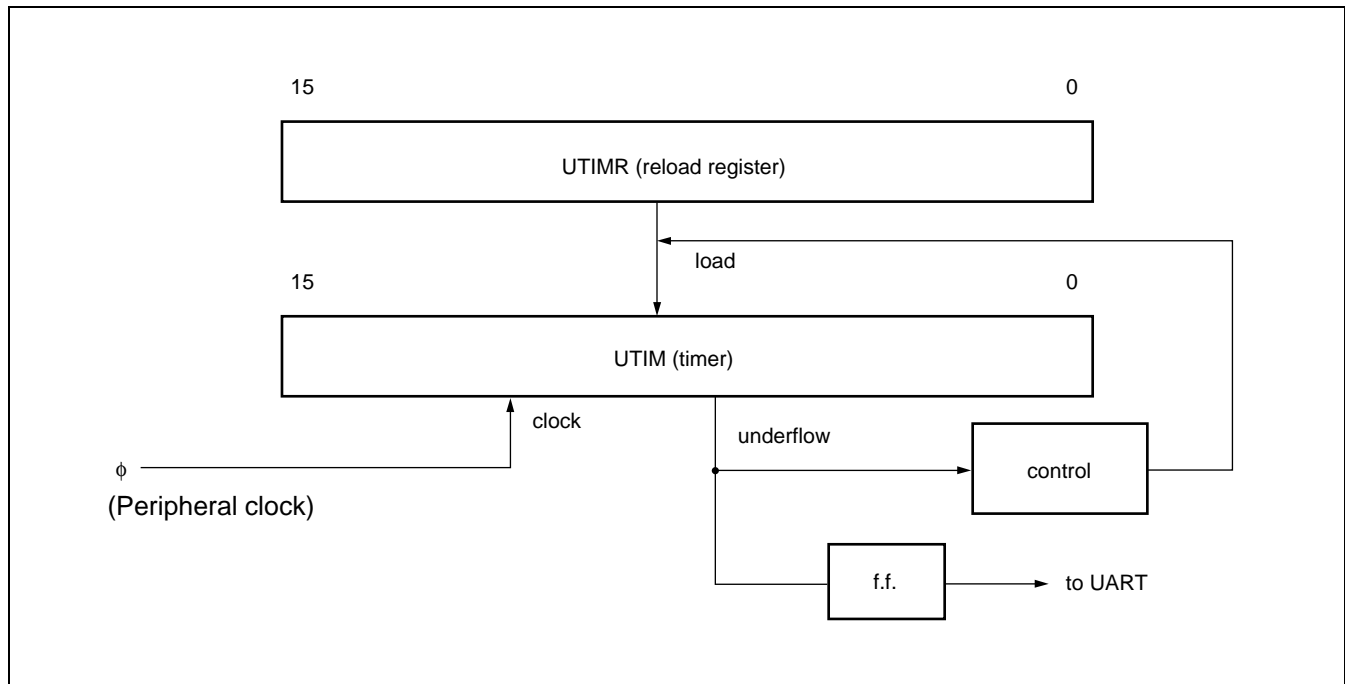 15 0
UTIMR (reload register)
load
15 0
UTIM (timer)
clock
underflow
ϕ
control
(Peripheral clock)
f.f.
to UART